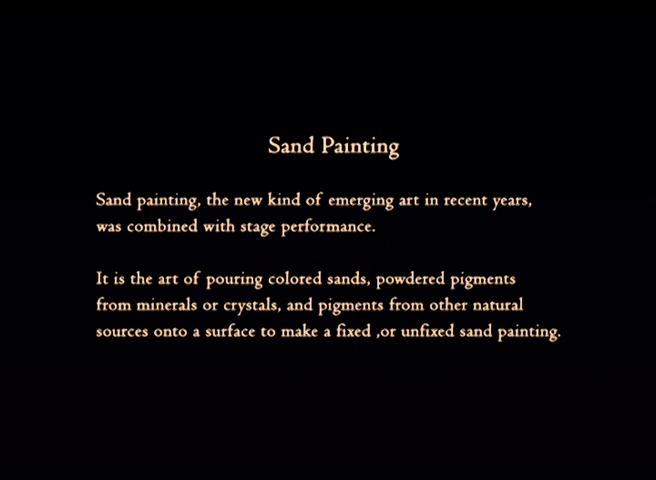 Sand Painting
Sand painting, the new kind of emerging art in recent years,
was combined with stage performance.
It is the art of pouring colored sands, powdered pigments
from minerals or crystals, and pigments from other natural
sources onto a surface to make a fixed ,or unfixed sand painting.